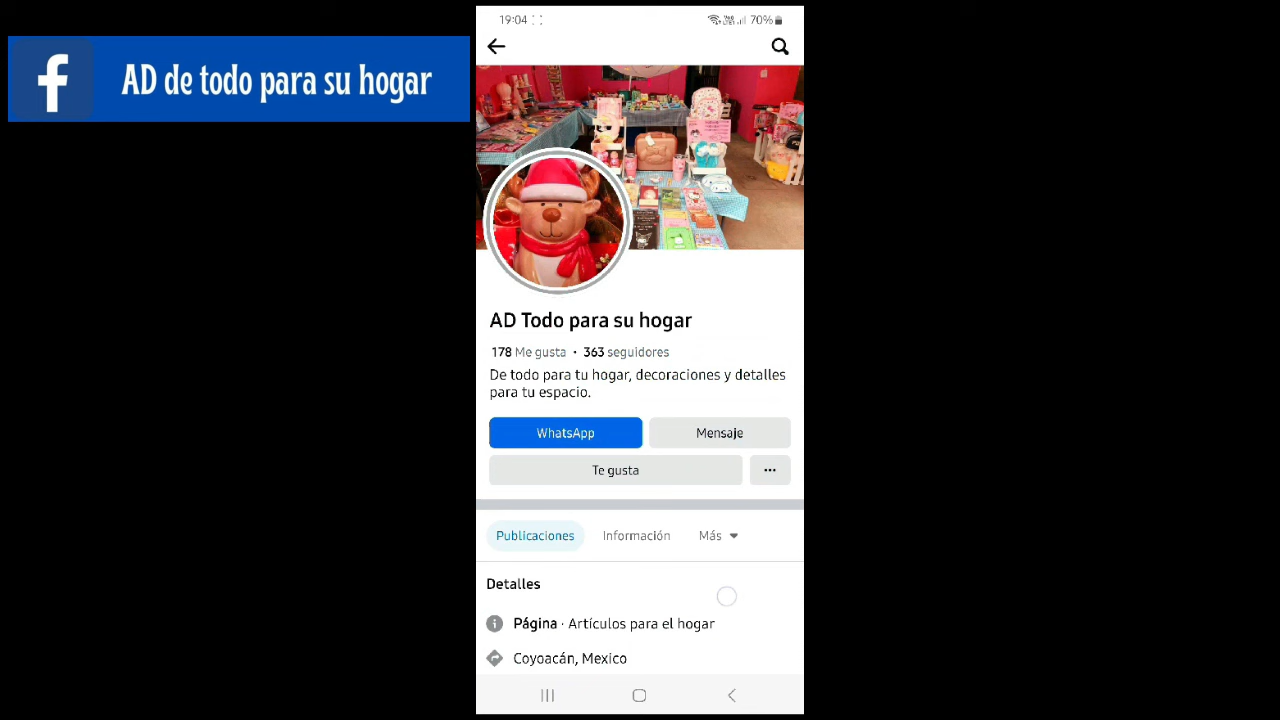 f AD de todo para su hogar
19:04 70%
AD Todo para su hogar
178 Me gusta • 363 seguidores
De todo para tu hogar, decoraciones y detalles
para tu espacio.
WhatsApp Mensaje
Te gusta ...
Publicaciones Información Más
Detalles
Página · Artículos para el hogar
Coyoacán, Mexico